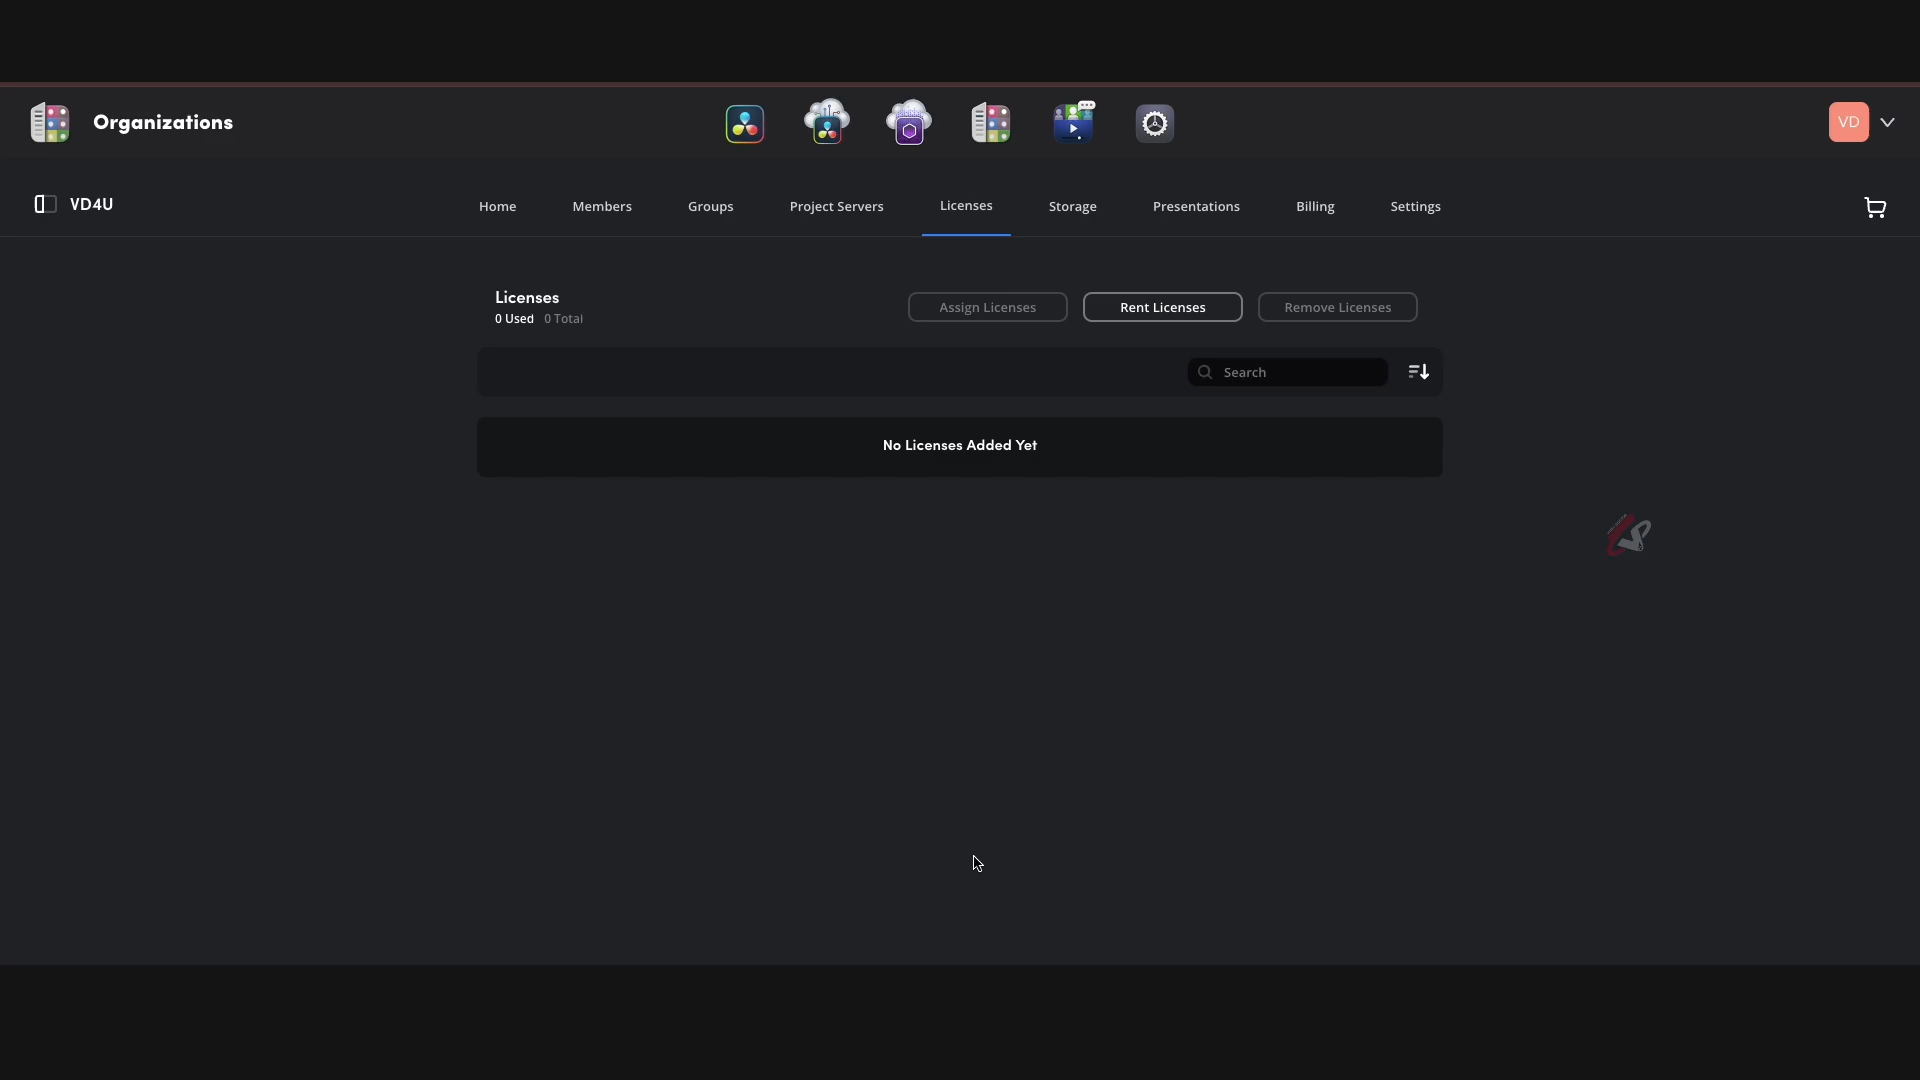 Organizations
VD
VD4U
Home
Members
Groups
Project Servers
Licenses
Storage
Presentations
Billing
Settings
Licenses
0 Used 0 Total
Assign Licenses
Rent Licenses
Remove Licenses
Search
No Licenses Added Yet